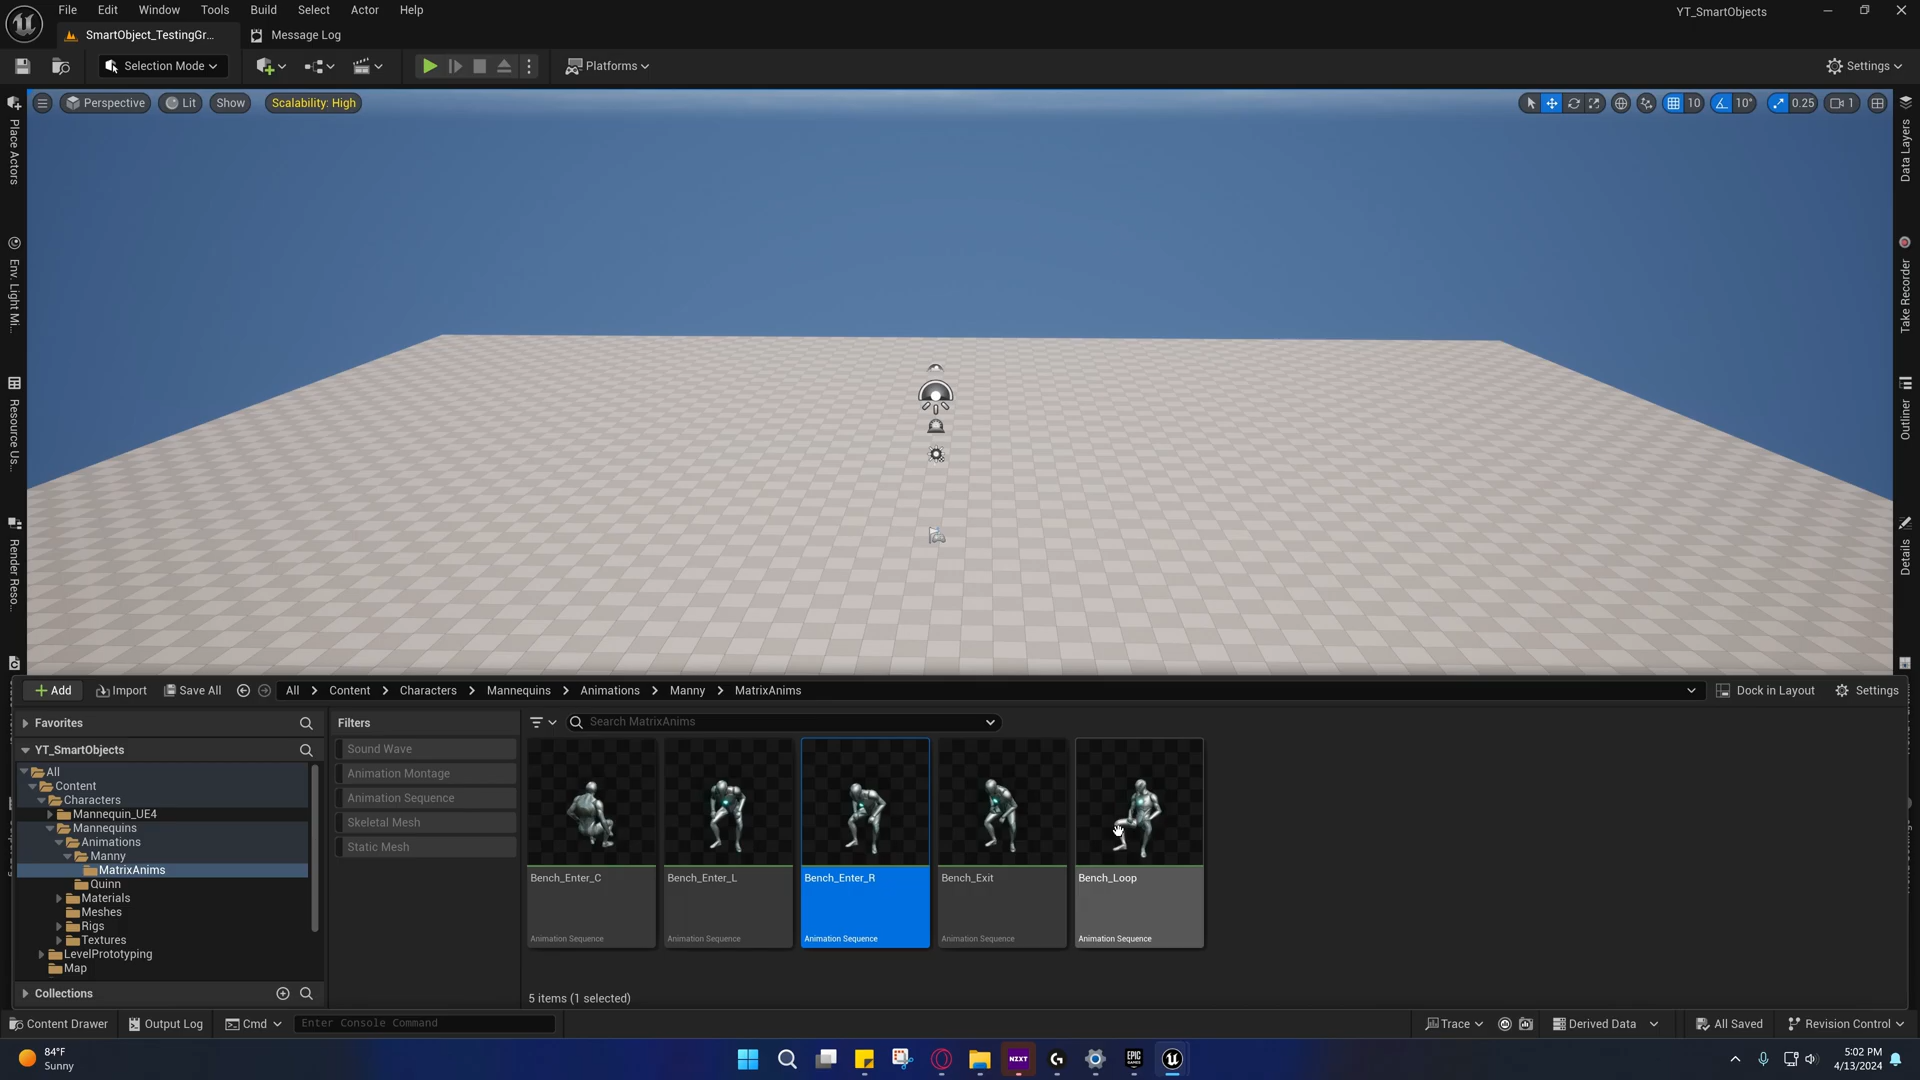 File Edit Window Tools Build Select Actor Help
YT_SmartObjects
SmartObject_TestingGr...
Message Log
Selection Mode
Platforms
Settings
Perspective
Lit
Show
Scalability: High
10
10°
0.25
1
Place Actors
Env. Light Mi...
Resource Us...
Render Reso...
Data Layers
Take Recorder
Outliner
Details
Add
Import
Save All
All
Content
Characters
Mannequins
Animations
Manny
MatrixAnims
Dock in Layout
Settings
Favorites
YT_SmartObjects
All
Content
Characters
Mannequin_UE4
Mannequins
Animations
Manny
MatrixAnims
Quinn
Materials
Meshes
Rigs
Textures
LevelPrototyping
Map
Collections
Filters
Sound Wave
Animation Montage
Animation Sequence
Skeletal Mesh
Static Mesh
Search MatrixAnims
Bench_Enter_C
Animation Sequence
Bench_Enter_L
Animation Sequence
Bench_Enter_R
Animation Sequence
Bench_Exit
Animation Sequence
Bench_Loop
Animation Sequence
5 items (1 selected)
Content Drawer
Output Log
Cmd
Enter Console Command
Trace
Derived Data
All Saved
Revision Control
84°F
Sunny
NZXT
EPIC
GAMES
5:02 PM
4/13/2024